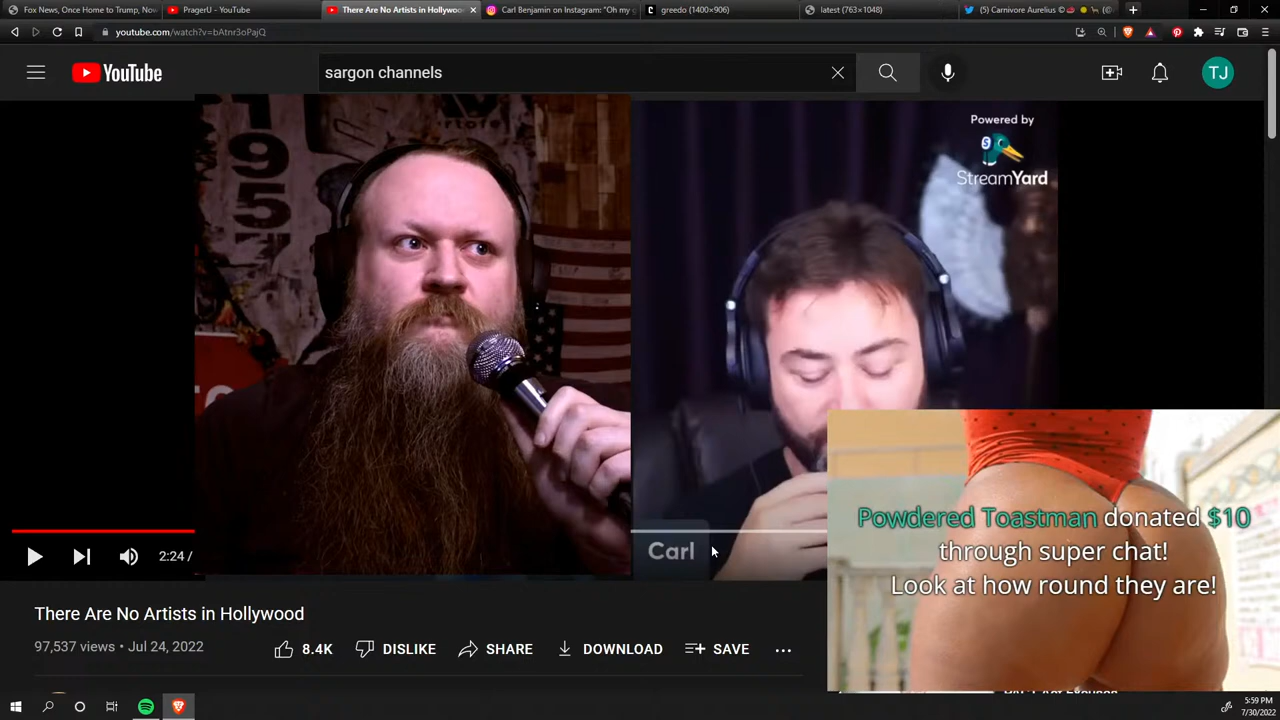 Fox News, Once Home to Trump, Now
PragerU - YouTube
There Are No Artists in Hollywood
Carl Benjamin on Instagram: "Oh my g
greedo (1400×906)
latest (763×1048)
(5) Carnivore Aurelius
youtube.com/watch?v=bAtnr3oPajQ
YouTube
sargon channels
TJ
Powered by
S
StreamYard
1957
Carl
2:24 /
Powdered Toastman donated $10
through super chat!
Look at how round they are!
There Are No Artists in Hollywood
97,537 views • Jul 24, 2022
8.4K
DISLIKE
SHARE
DOWNLOAD
SAVE
5:59 PM
7/30/2022